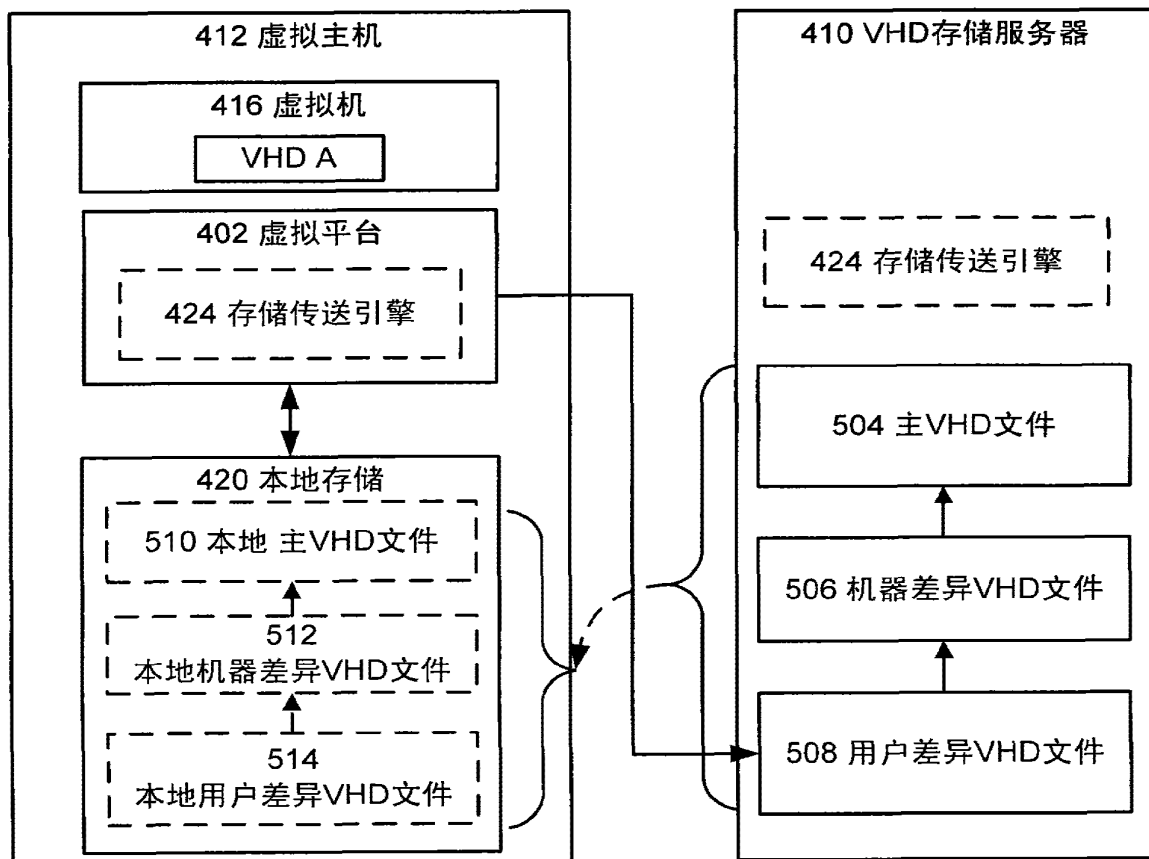 412 虚拟主机
416 虚拟机
VHD A
402 虚拟平台
424 存储传送引擎
420 本地存储
510 本地 主VHD文件
512
本地机器差异VHD文件
514
本地用户差异VHD文件
410 VHD存储服务器
424 存储传送引擎
504 主VHD文件
506 机器差异VHD文件
508 用户差异VHD文件